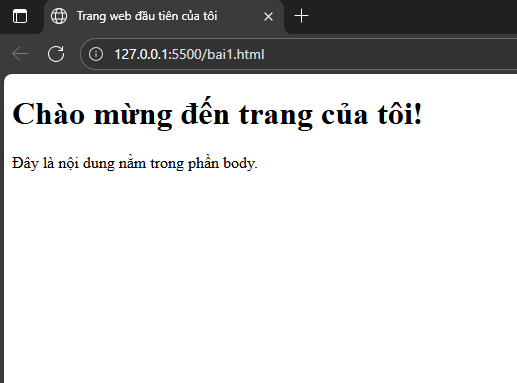 Trang web đầu tiên của tôi
127.0.0.1:5500/bai1.html
Chào mừng đến trang của tôi!
Đây là nội dung nằm trong phần body.